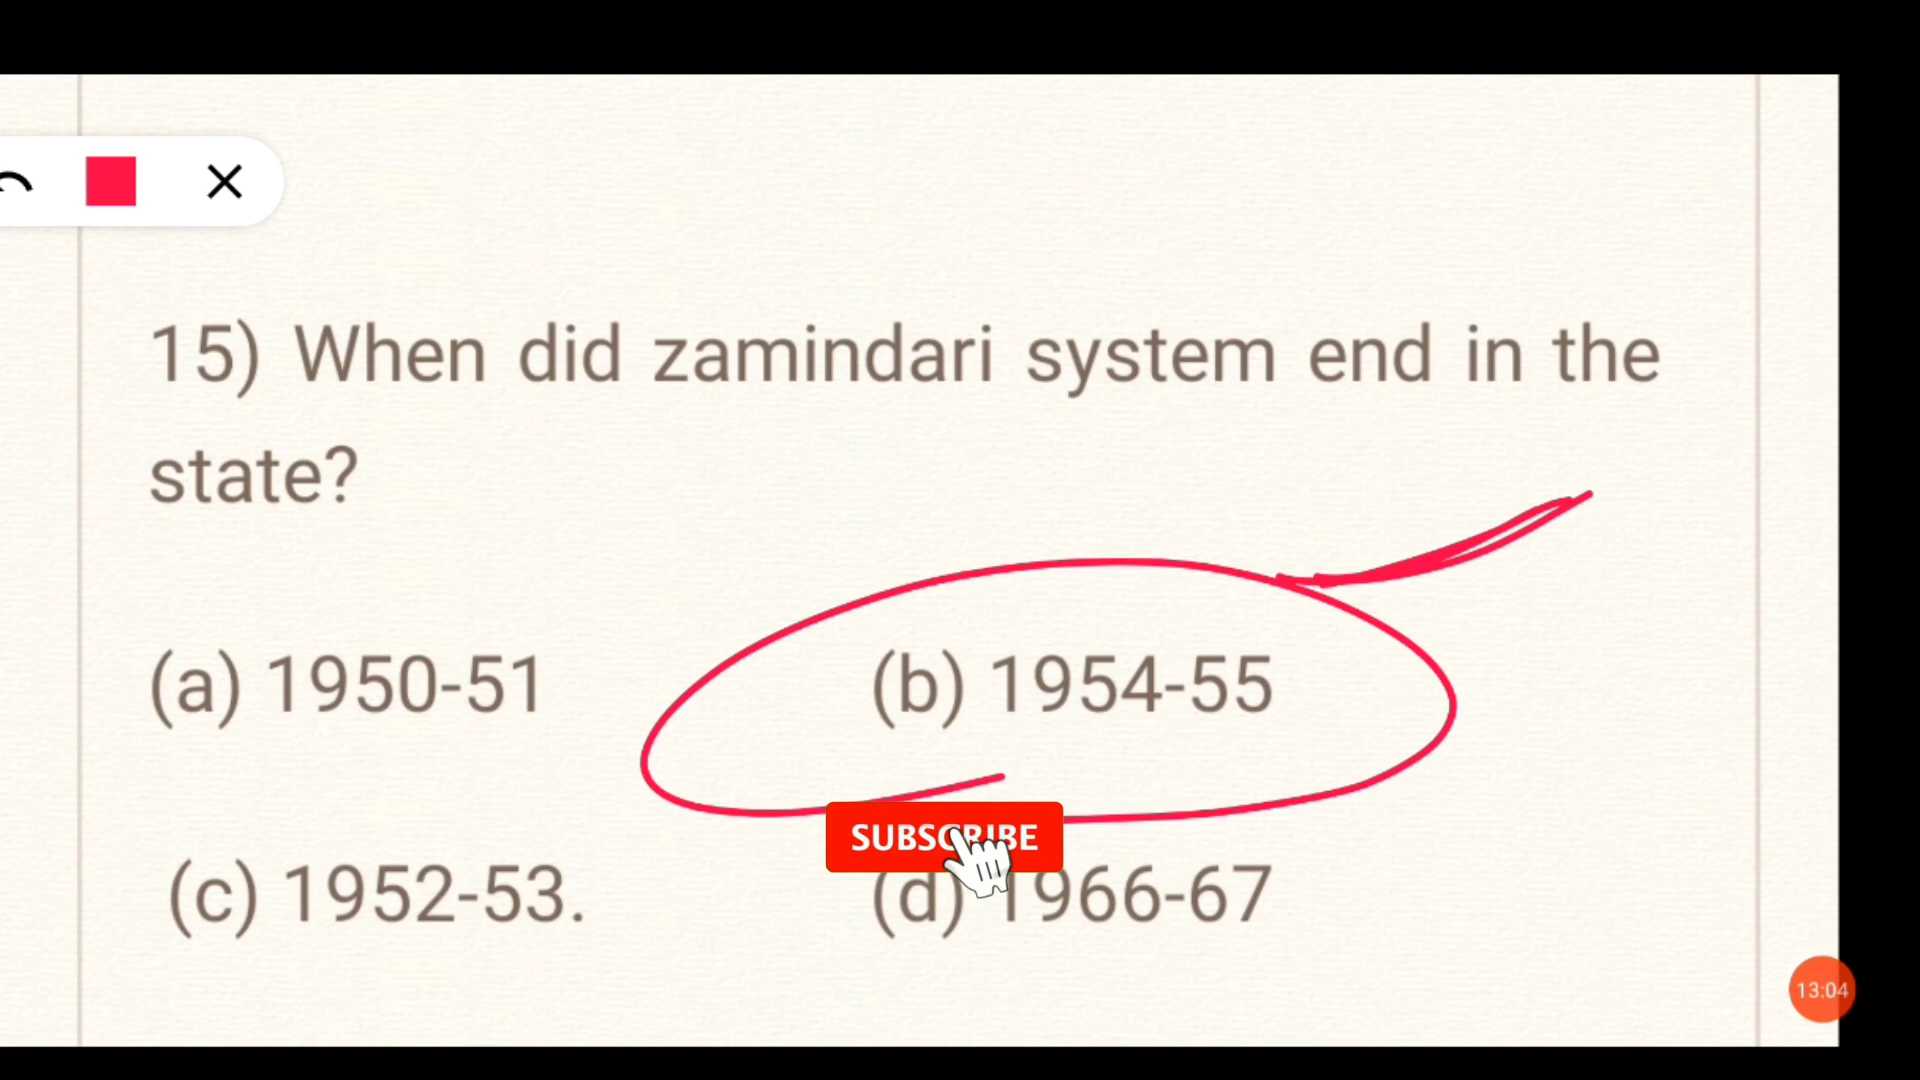 15) When did zamindari system end in the
state?
(a) 1950-51 (b) 1954-55
SUBSCRIBE
(c) 1952-53. (d) 1966-67
13:04